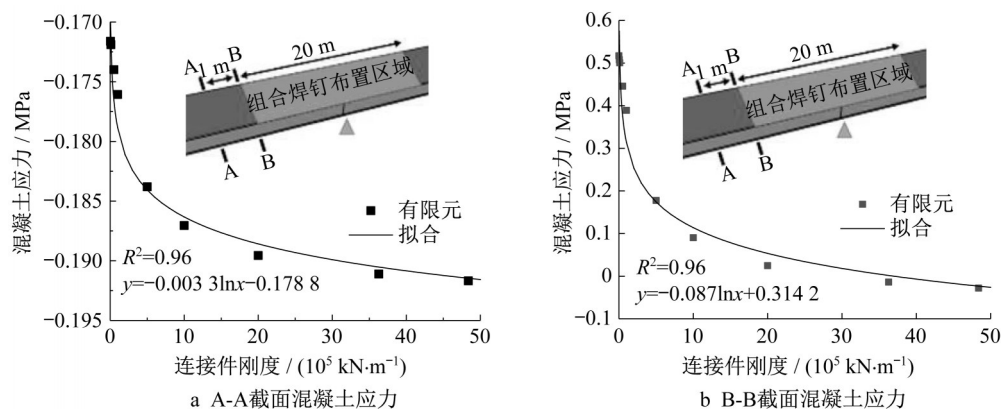 −0.170
−0.175
−0.180
−0.185
−0.190
−0.195
混凝土应力 / MPa
A
1 m
B
20 m
组合焊钉布置区域
A
B
有限元
拟合
R²=0.96
y=−0.003 3lnx−0.178 8
0 10 20 30 40 50
连接件刚度 / (10⁵ kN·m⁻¹)
a A-A截面混凝土应力
0.6
0.5
0.4
0.3
0.2
0.1
0
−0.1
混凝土应力 / MPa
A
1 m
B
20 m
组合焊钉布置区域
A
B
有限元
拟合
R²=0.96
y=−0.087lnx+0.314 2
0 10 20 30 40 50
连接件刚度 / (10⁵ kN·m⁻¹)
b B-B截面混凝土应力